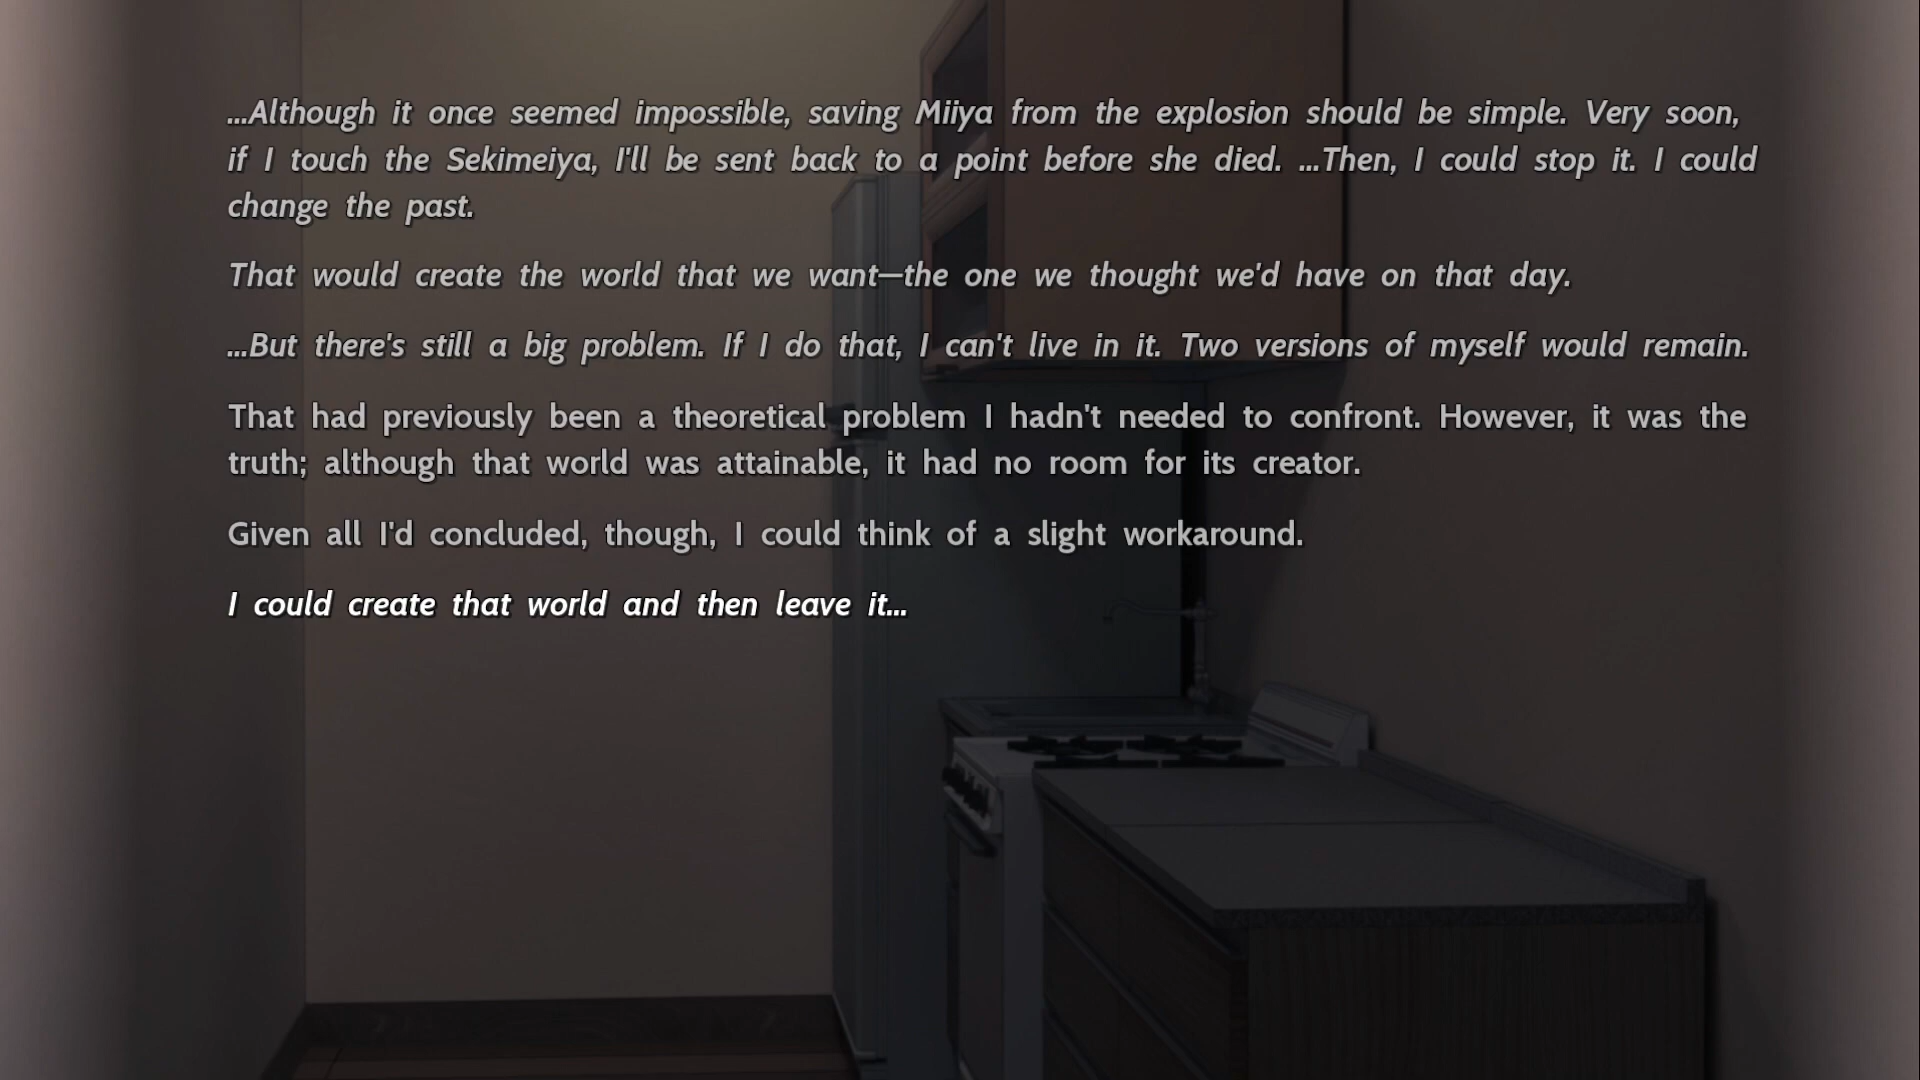 ...Although it once seemed impossible, saving Miiya from the explosion should be simple. Very soon,
if I touch the Sekimeiya, I'll be sent back to a point before she died. ...Then, I could stop it. I could
change the past.
That would create the world that we want—the one we thought we'd have on that day.
...But there's still a big problem. If I do that, I can't live in it. Two versions of myself would remain.
That had previously been a theoretical problem I hadn't needed to confront. However, it was the
truth; although that world was attainable, it had no room for its creator.
Given all I'd concluded, though, I could think of a slight workaround.
I could create that world and then leave it...